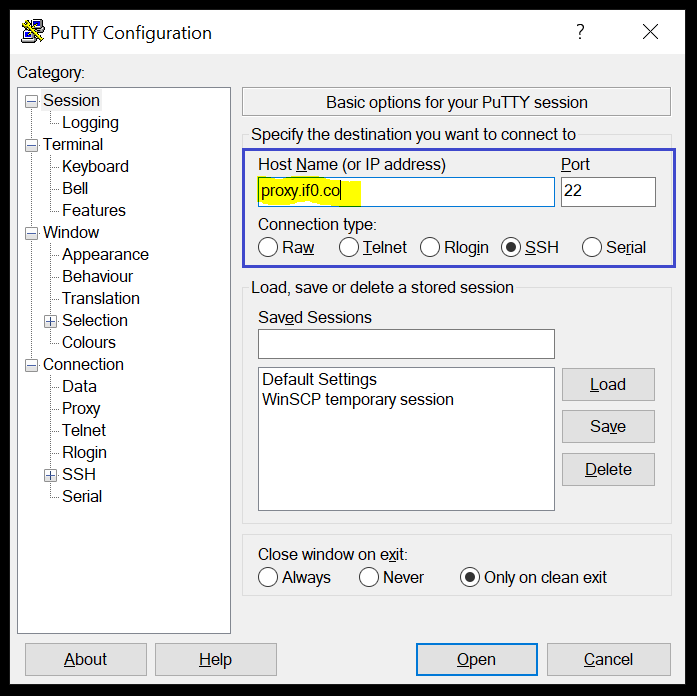 PuTTY Configuration
?
Category:
Session
Logging
Terminal
Keyboard
Bell
Features
Window
Appearance
Behaviour
Translation
Selection
Colours
Connection
Data
Proxy
Telnet
Rlogin
SSH
Serial
Basic options for your PuTTY session
Specify the destination you want to connect to
Host Name (or IP address) Port
proxy.if0.co 22
Connection type:
Raw Telnet Rlogin SSH Serial
Load, save or delete a stored session
Saved Sessions
Default Settings
WinSCP temporary session
Load
Save
Delete
Close window on exit:
Always Never Only on clean exit
About Help Open Cancel